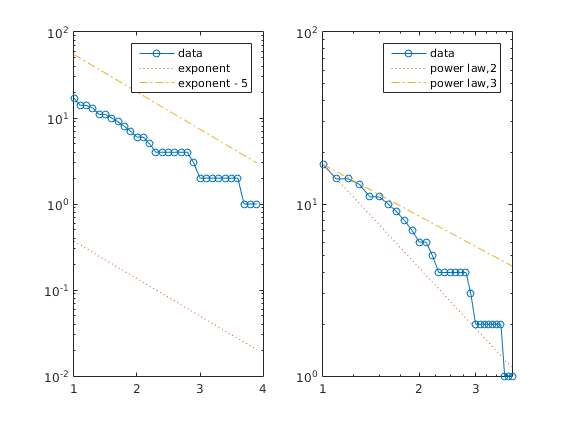 10^2
10^1
10^0
10^-1
10^-2
1 2 3 4
data
exponent
exponent - 5
10^2
10^1
10^0
1 2 3
data
power law,2
power law,3